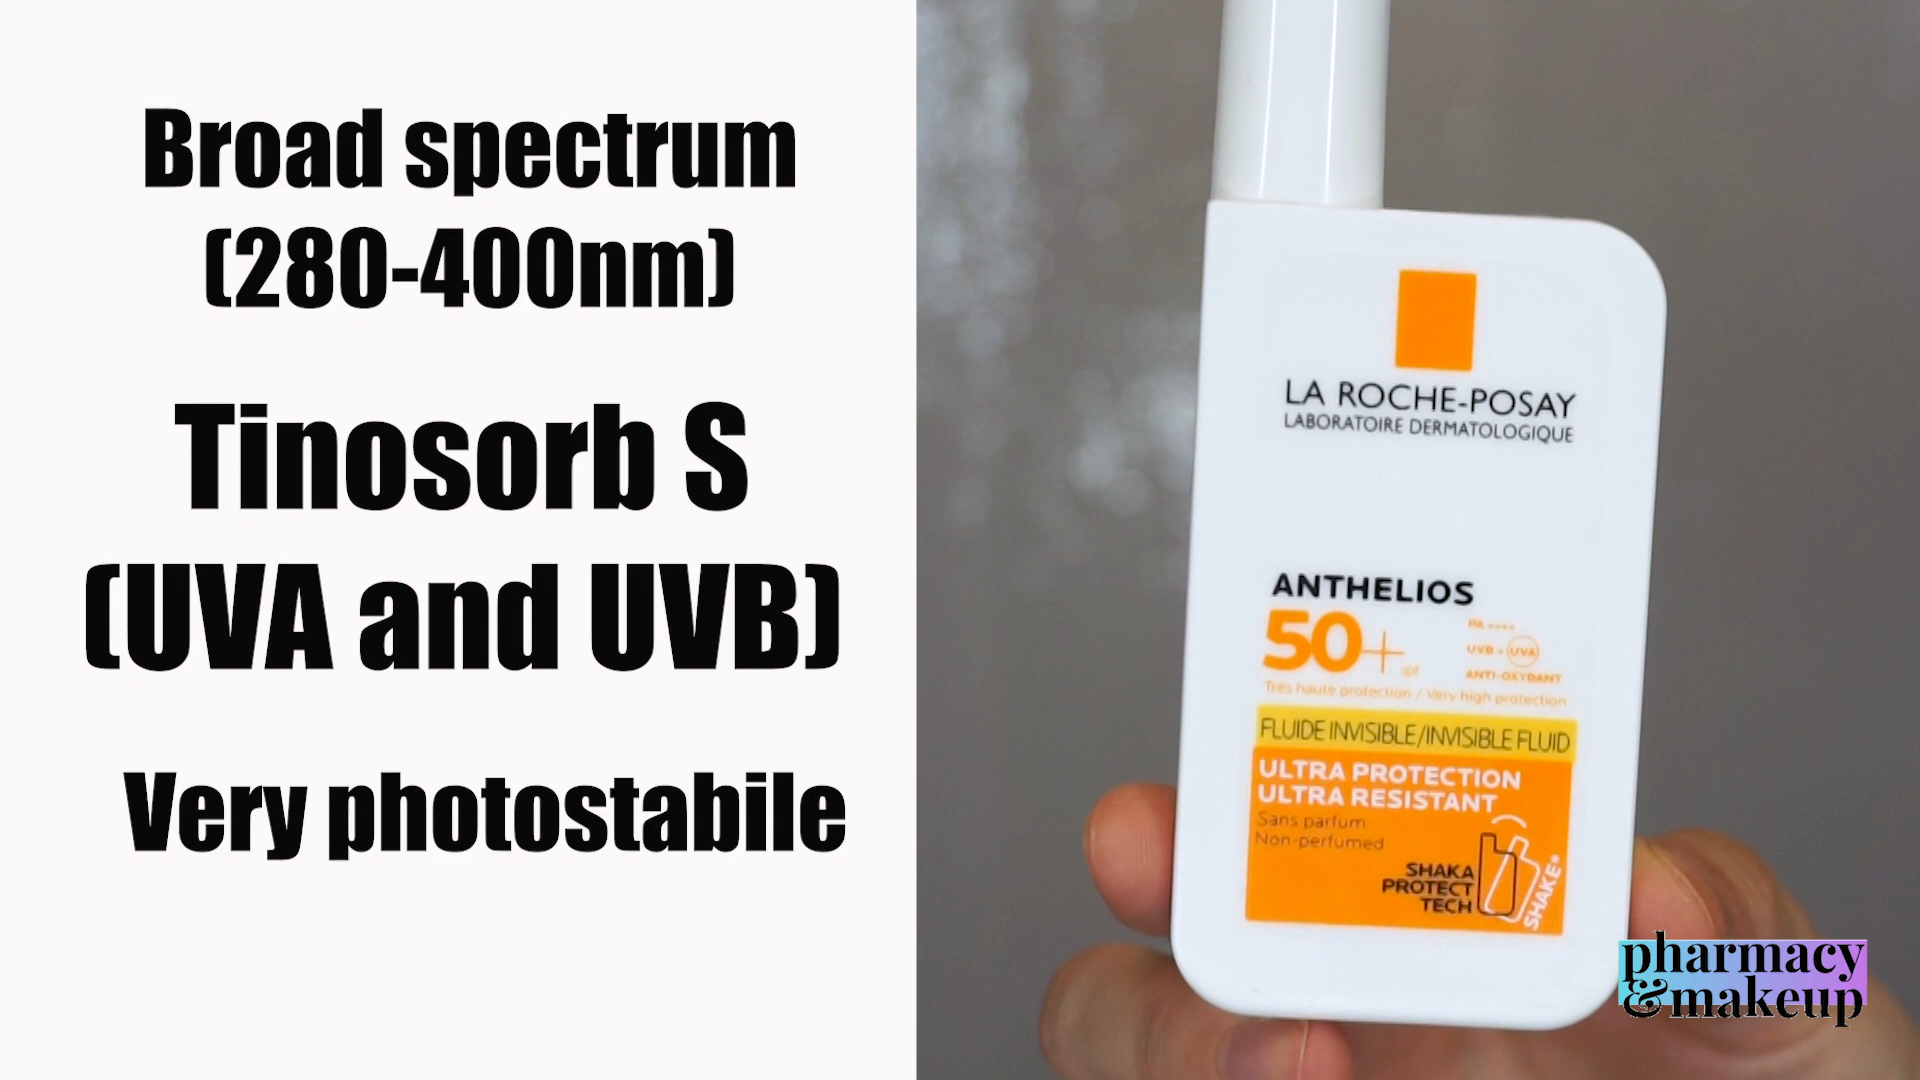 Broad spectrum
(280-400nm)
Tinosorb S
(UVA and UVB)
Very photostabile
LA ROCHE-POSAY
LABORATOIRE DERMATOLOGIQUE
ANTHELIOS
50+ spf
PA ++++
UVB + UVA
ANTI-OXYDANT
Très haute protection / Very high protection
FLUIDE INVISIBLE/INVISIBLE FLUID
ULTRA PROTECTION
ULTRA RESISTANT
Sans parfum
Non-perfumed
SHAKA
PROTECT
TECH
SHAKE*
pharmacy
&makeup